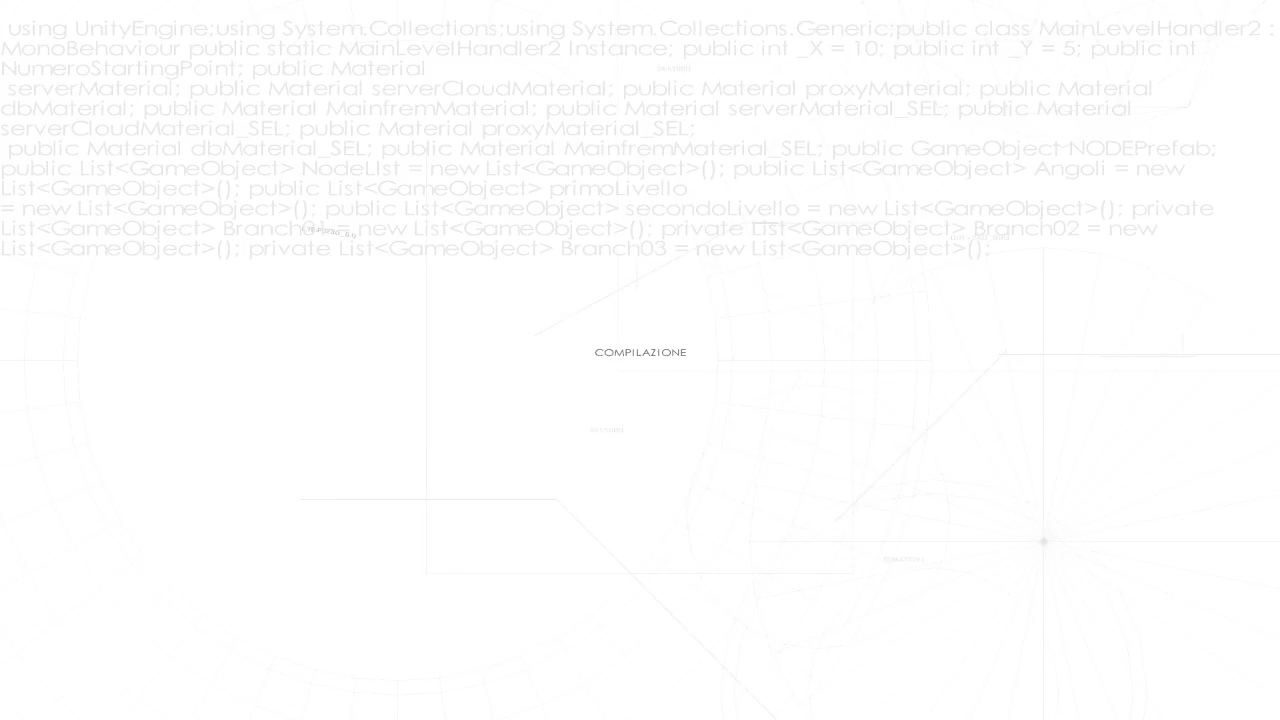 using UnityEngine;using System.Collections;using System.Collections.Generic;public class MainLevelHandler2 :
MonoBehaviour public static MainLevelHandler2 Instance; public int _X = 10; public int _Y = 5; public int
NumeroStartingPoint; public Material
serverMaterial; public Material serverCloudMaterial; public Material proxyMaterial; public Material
dbMaterial; public Material MainfremMaterial; public Material serverMaterial_SEL; public Material
serverCloudMaterial_SEL; public Material proxyMaterial_SEL;
public Material dbMaterial_SEL; public Material MainfremMaterial_SEL; public GameObject NODEPrefab;
public List<GameObject> NodeLIst = new List<GameObject>(); public List<GameObject> Angoli = new
List<GameObject>(); public List<GameObject> primoLivello
= new List<GameObject>(); public List<GameObject> secondoLivello = new List<GameObject>(); private
List<GameObject> new List<GameObject>(); private List<GameObject> Branch02 = new
List<GameObject>(); private List<GameObject> Branch03 = new List<GameObject>();
COMPILAZIONE